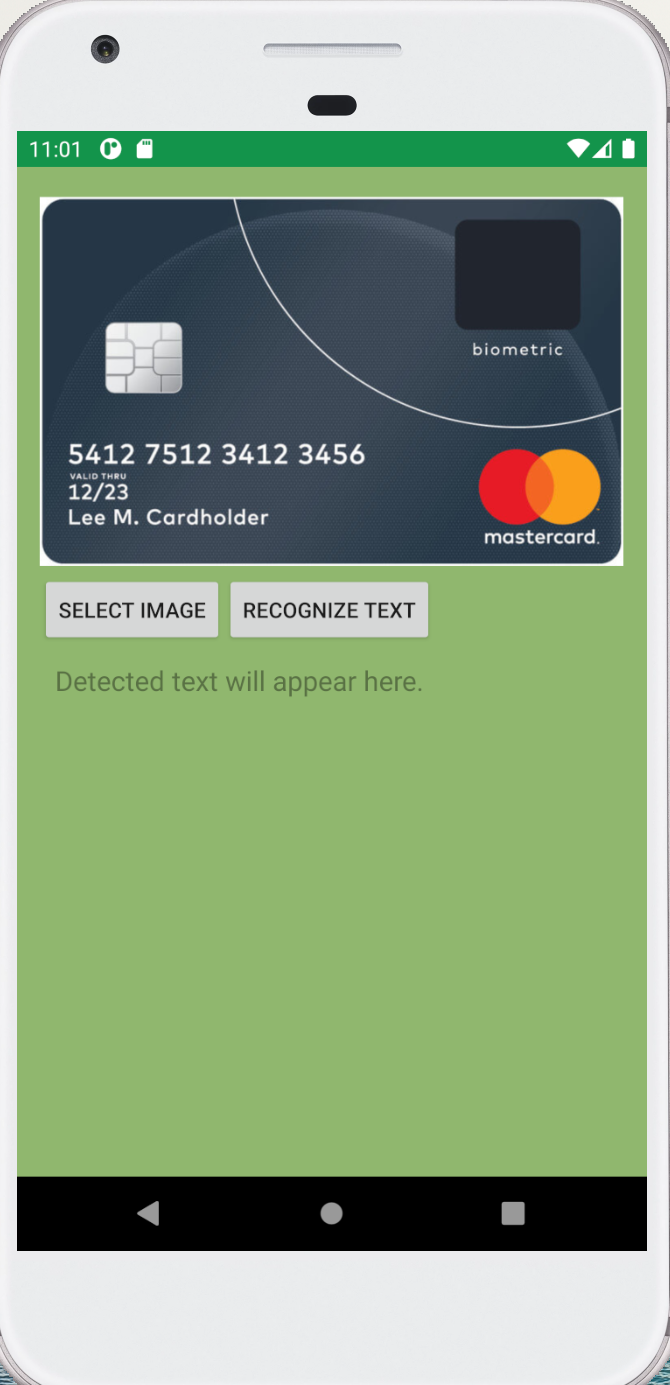 11:01
biometric
5412 7512 3412 3456
VALID THRU
12/23
Lee M. Cardholder
mastercard.
SELECT IMAGE
RECOGNIZE TEXT
Detected text will appear here.